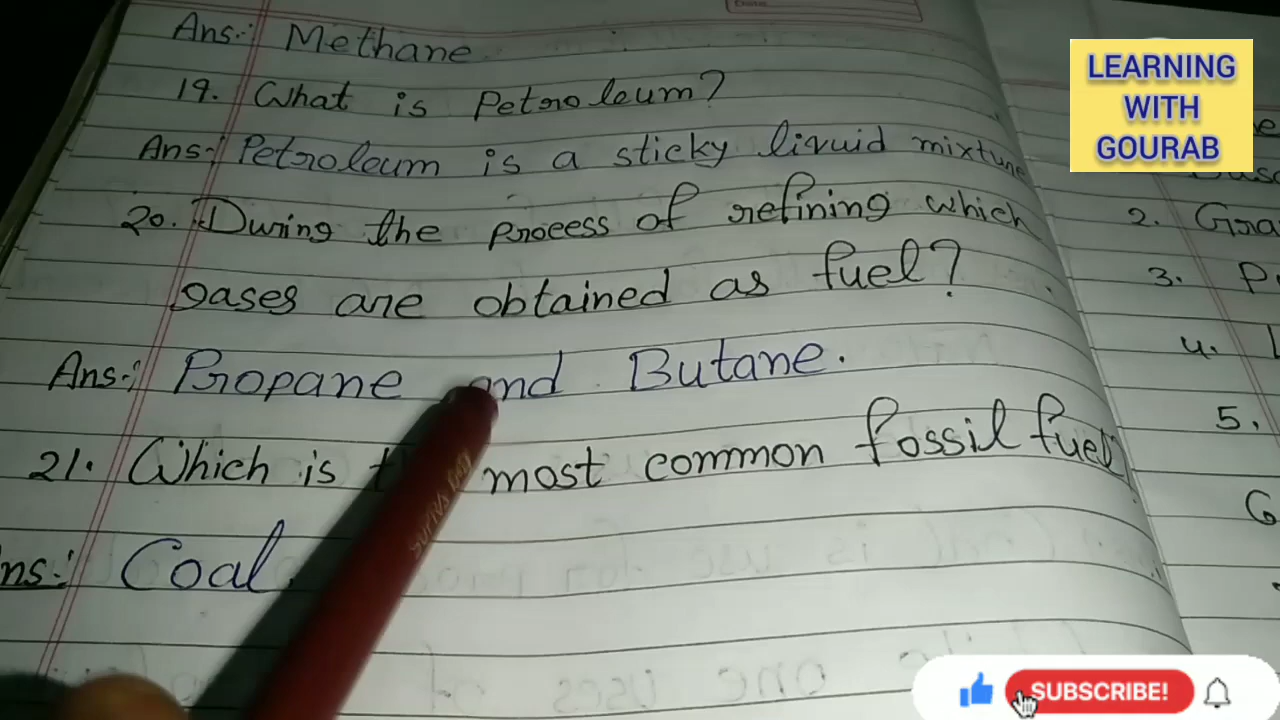 Ans:- Methane
19. What is Petroleum?
Ans:- Petroleum is a sticky liquid mixture
20. During the process of refining which
gases are obtained as fuel?
Ans:- Propane and Butane.
21. Which is most common fossil fuel
Ans:- Coal.
2. Gra
3. P
4.
5.
6
LEARNING
WITH
GOURAB
SUBSCRIBE!